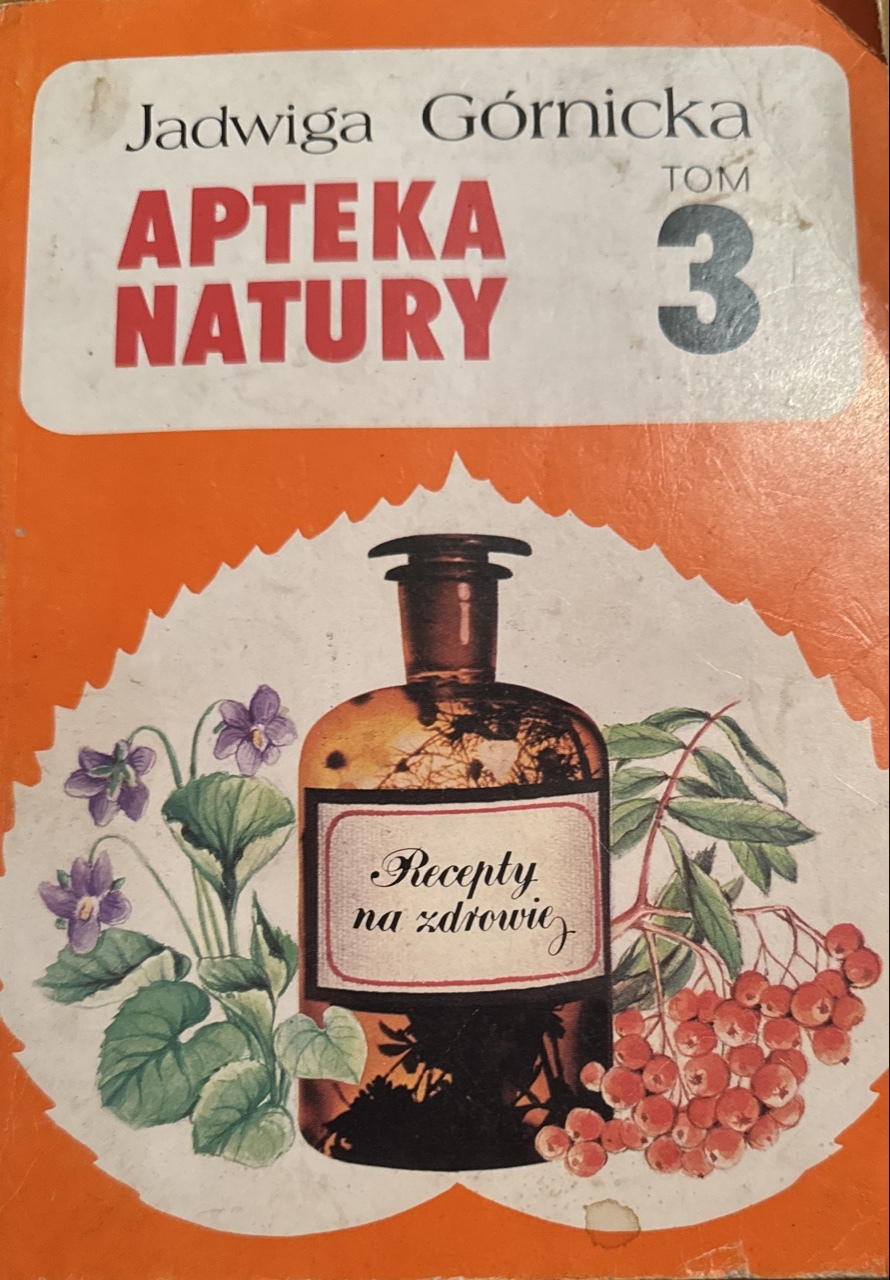 Jadwiga Górnicka
APTEKA
NATURY
TOM
3
Recepty
na zdrowie